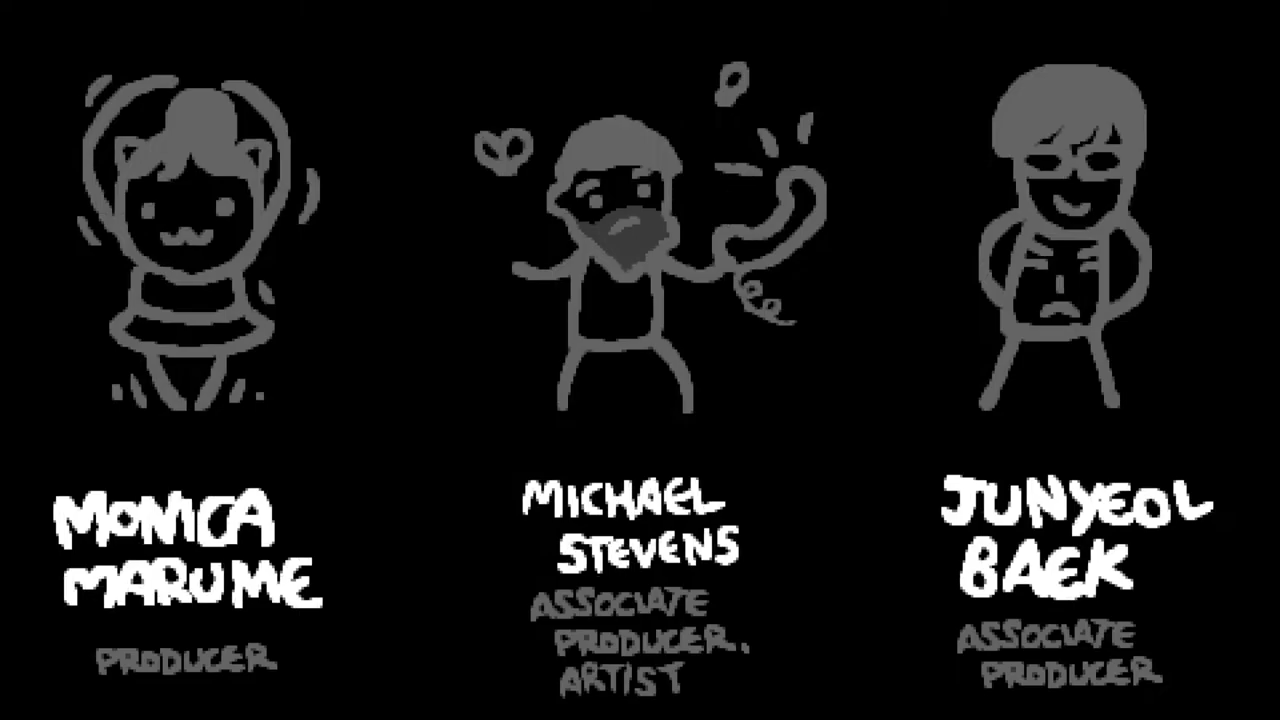 MONICA
MARUME
PRODUCER
MICHAEL
STEVENS
ASSOCIATE
PRODUCER.
ARTIST
JUNYEOL
BAEK
ASSOCIATE
PRODUCER